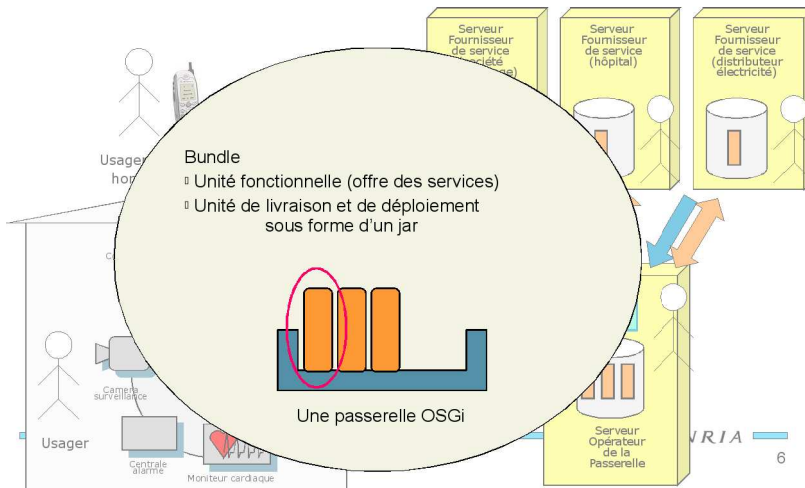 Serveur
Fournisseur
de service
Serveur
Fournisseur
de service
(hôpital)
Serveur
Fournisseur
de service
(distributeur
électricité)
Usager
Bundle
Unité fonctionnelle (offre des services)
Unité de livraison et de déploiement
sous forme d'un jar
Une passerelle OSGi
Camera
surveillance
Usager
Centrale
alarme
Moniteur cardiaque
Serveur
Opérateur
de la
Passerelle
6